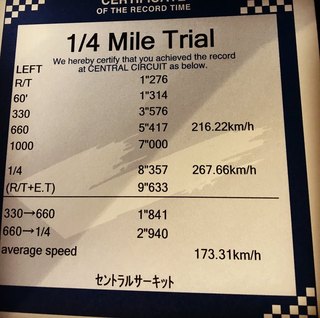 CERTIFICATE
OF THE RECORD TIME
1/4 Mile Trial
We hereby certify that you achieved the record
at CENTRAL CIRCUIT as below.
LEFT
R/T 1"276
60' 1"314
330 3"576
660 5"417 216.22km/h
1000 7"000
1/4 8"357 267.66km/h
(R/T+E.T) 9"633
330→660 1"841
660→1/4 2"940
average speed 173.31km/h
セントラルサーキット